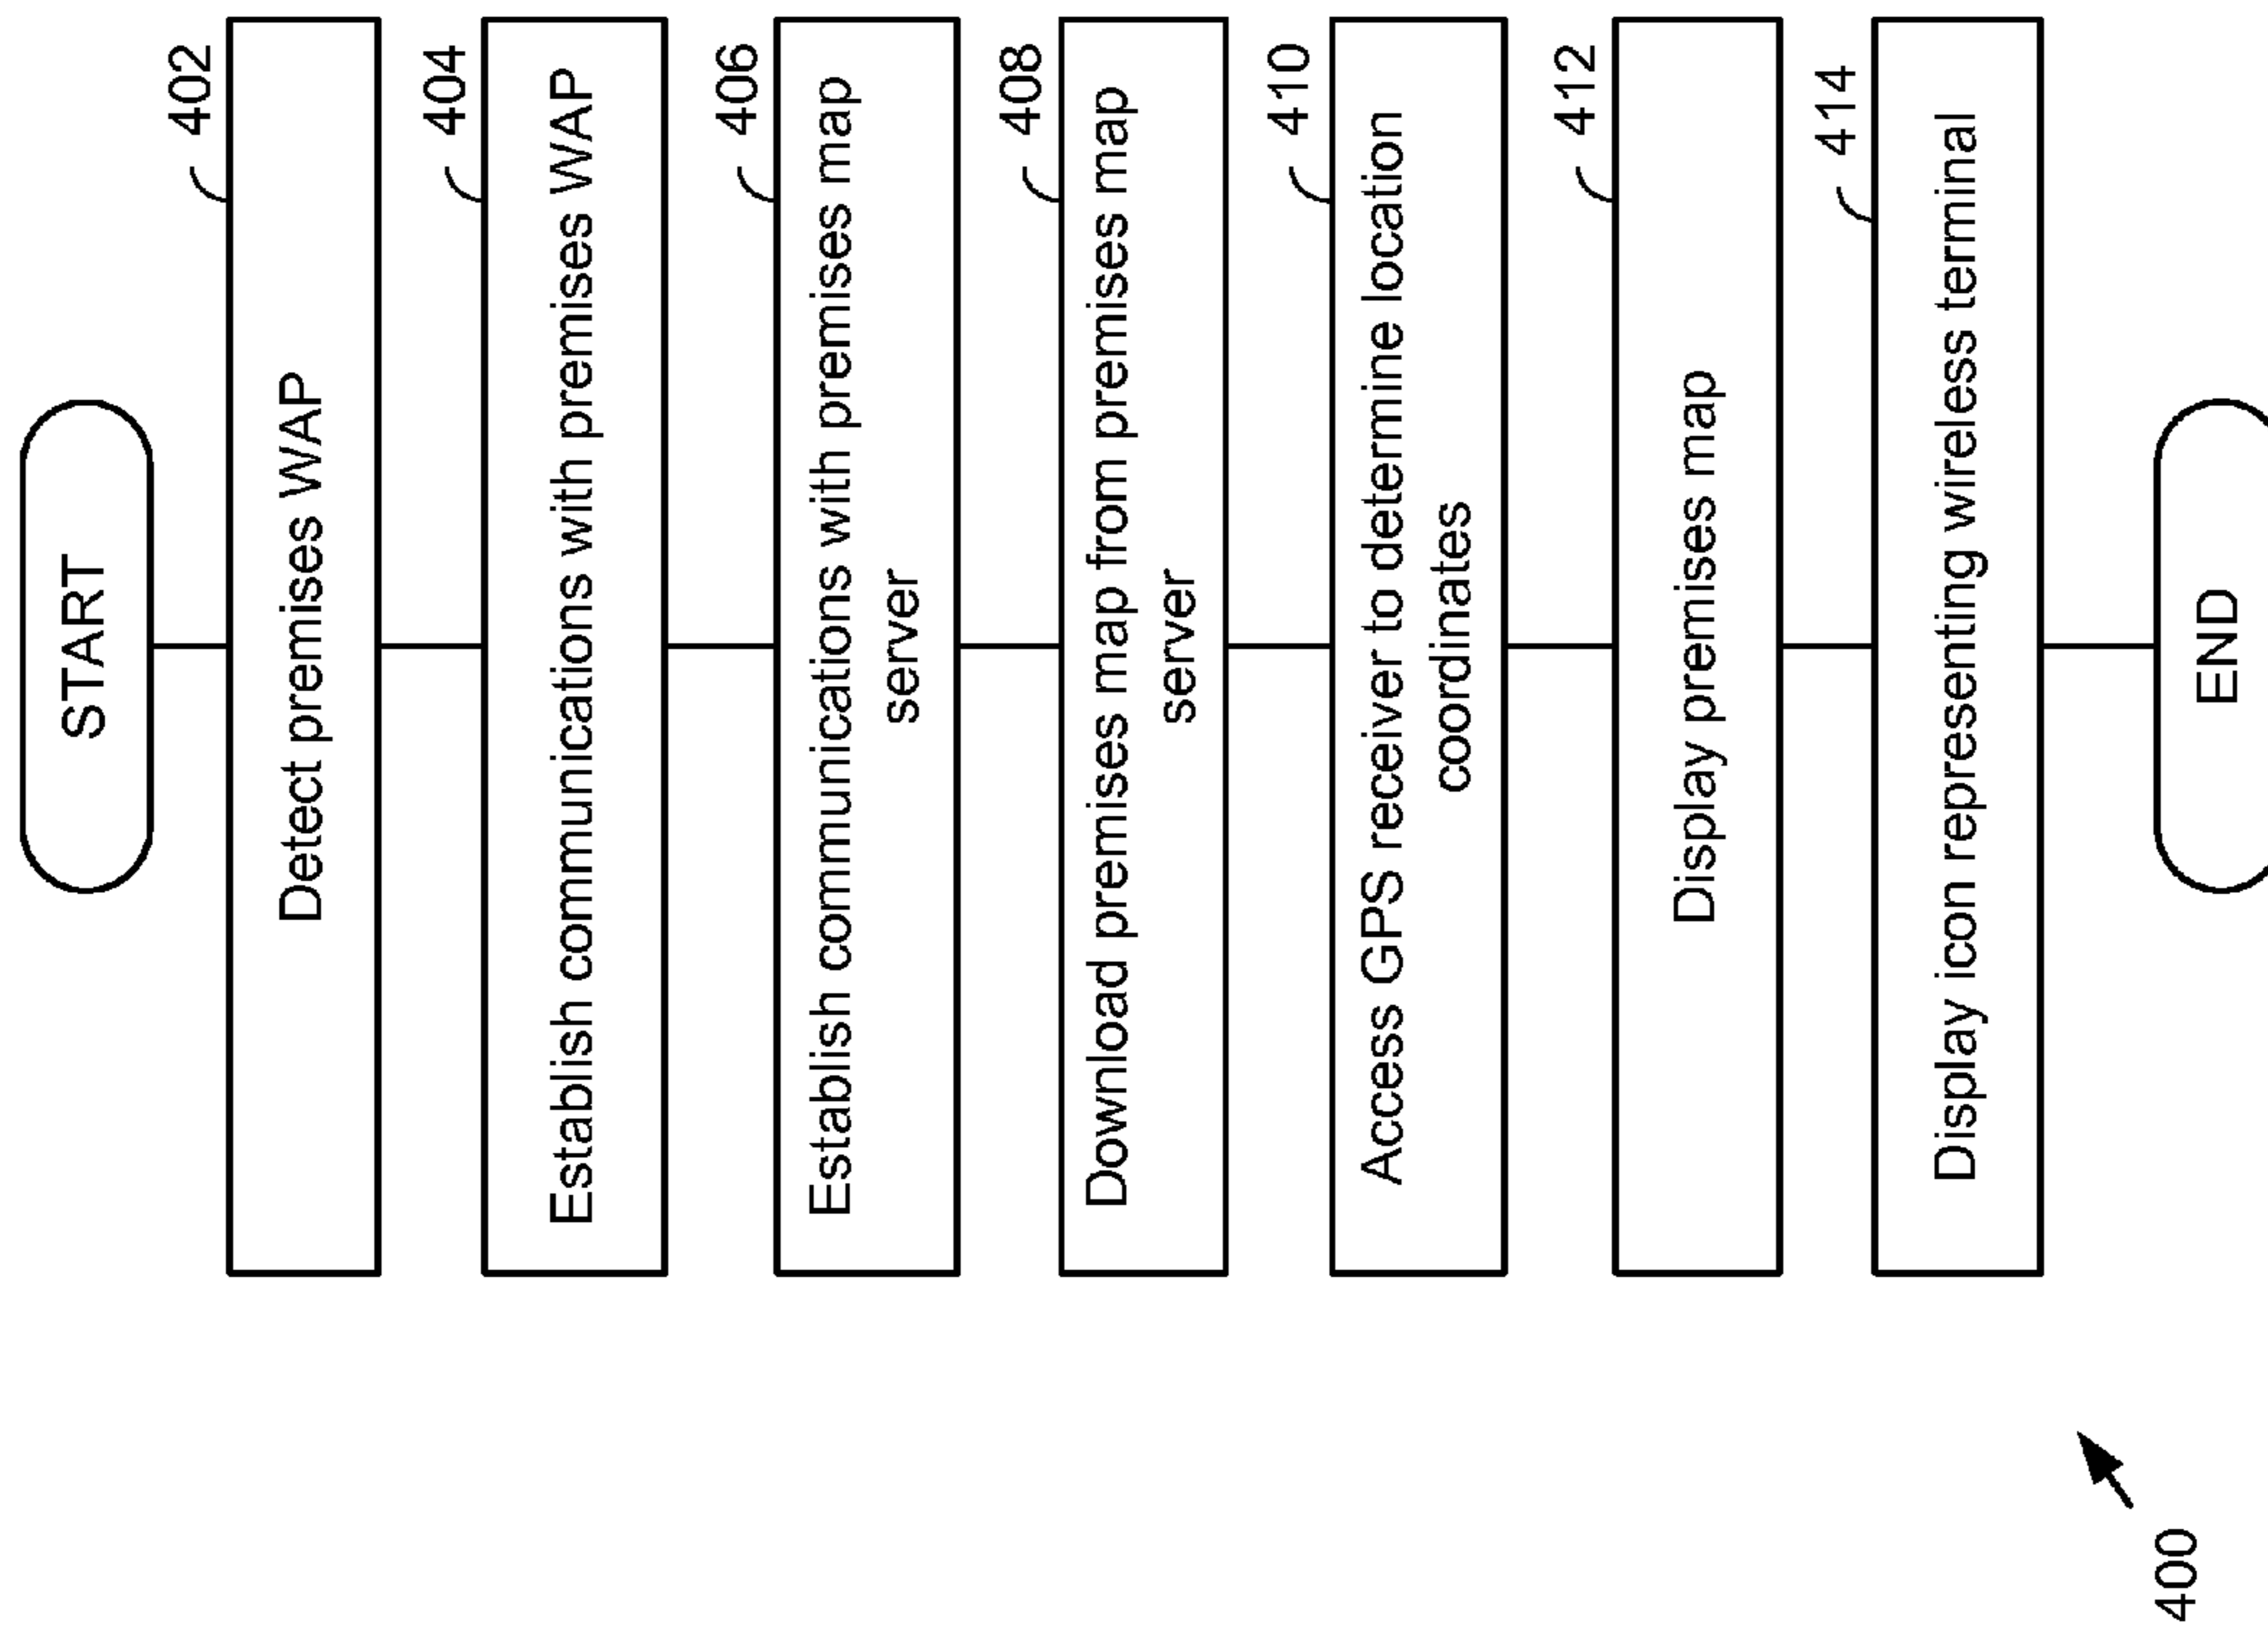 START
402
Detect premises WAP
404
Establish communications with premises WAP
406
Establish communications with premises map
server
408
Download premises map from premises map
server
410
Access GPS receiver to determine location
coordinates
412
Display premises map
414
Display icon representing wireless terminal
END
400